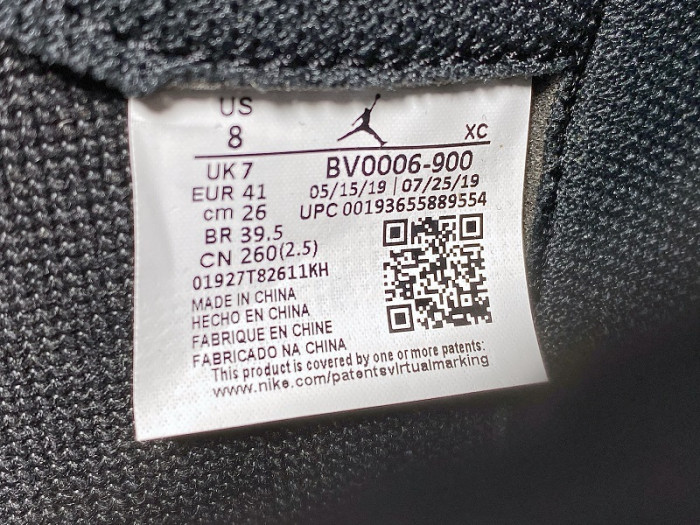 US
8
XC
UK 7
BV0006-900
EUR 41
05/15/19 | 07/25/19
cm 26
UPC 00193655889554
BR 39.5
CN 260(2.5)
01927T82611KH
MADE IN CHINA
HECHO EN CHINA
FABRIQUE EN CHINE
FABRICADO NA CHINA
This product is covered by one or more patents:
www.nike.com/patentsvirtualmarking